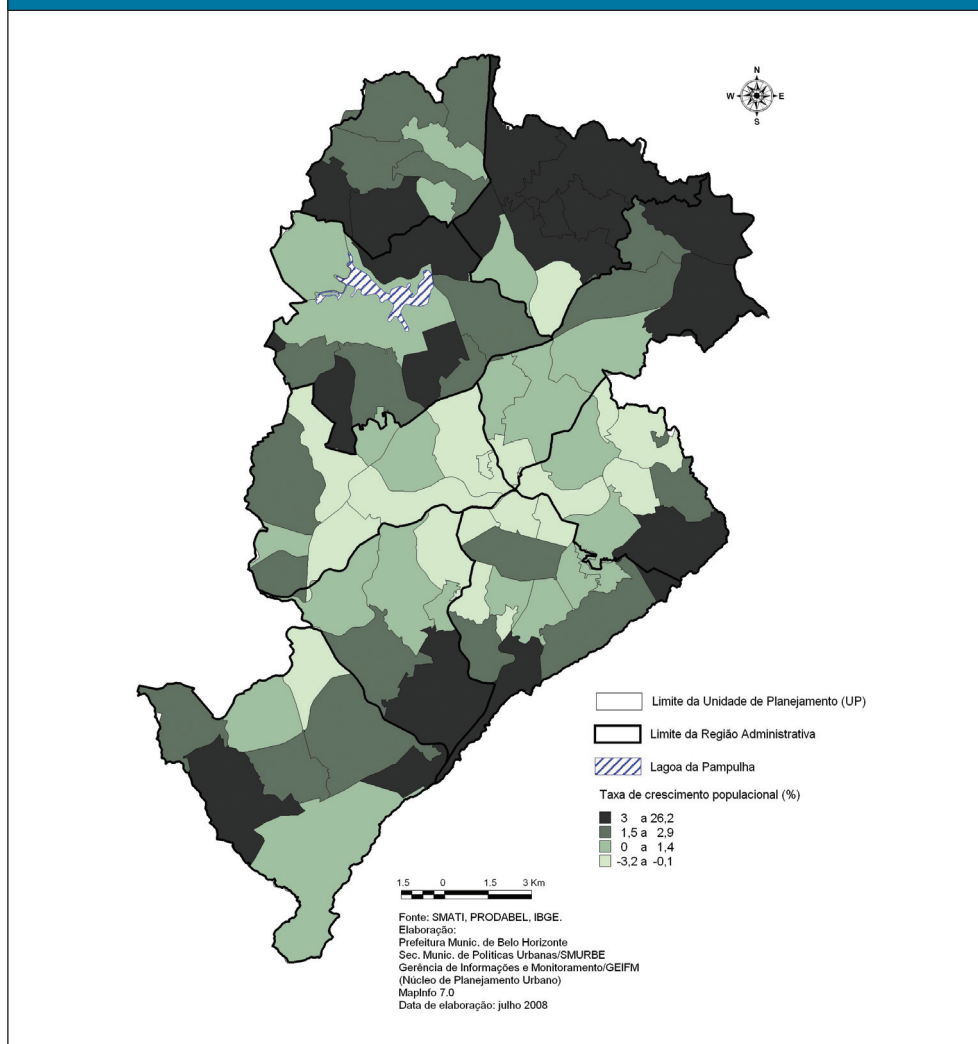 N
W E
S
Limite da Unidade de Planejamento (UP)
Limite da Região Administrativa
Lagoa da Pampulha
Taxa de crescimento populacional (%)
3 a 26,2
1,5 a 2,9
0 a 1,4
-3,2 a -0,1
1.5 0 1.5 3 Km
Fonte: SMATI, PRODABEL, IBGE.
Elaboração:
Prefeitura Munic. de Belo Horizonte
Sec. Munic. de Políticas Urbanas/SMURBE
Gerência de Informações e Monitoramento/GEIFM
(Núcleo de Planejamento Urbano)
MapInfo 7.0
Data de elaboração: julho 2008